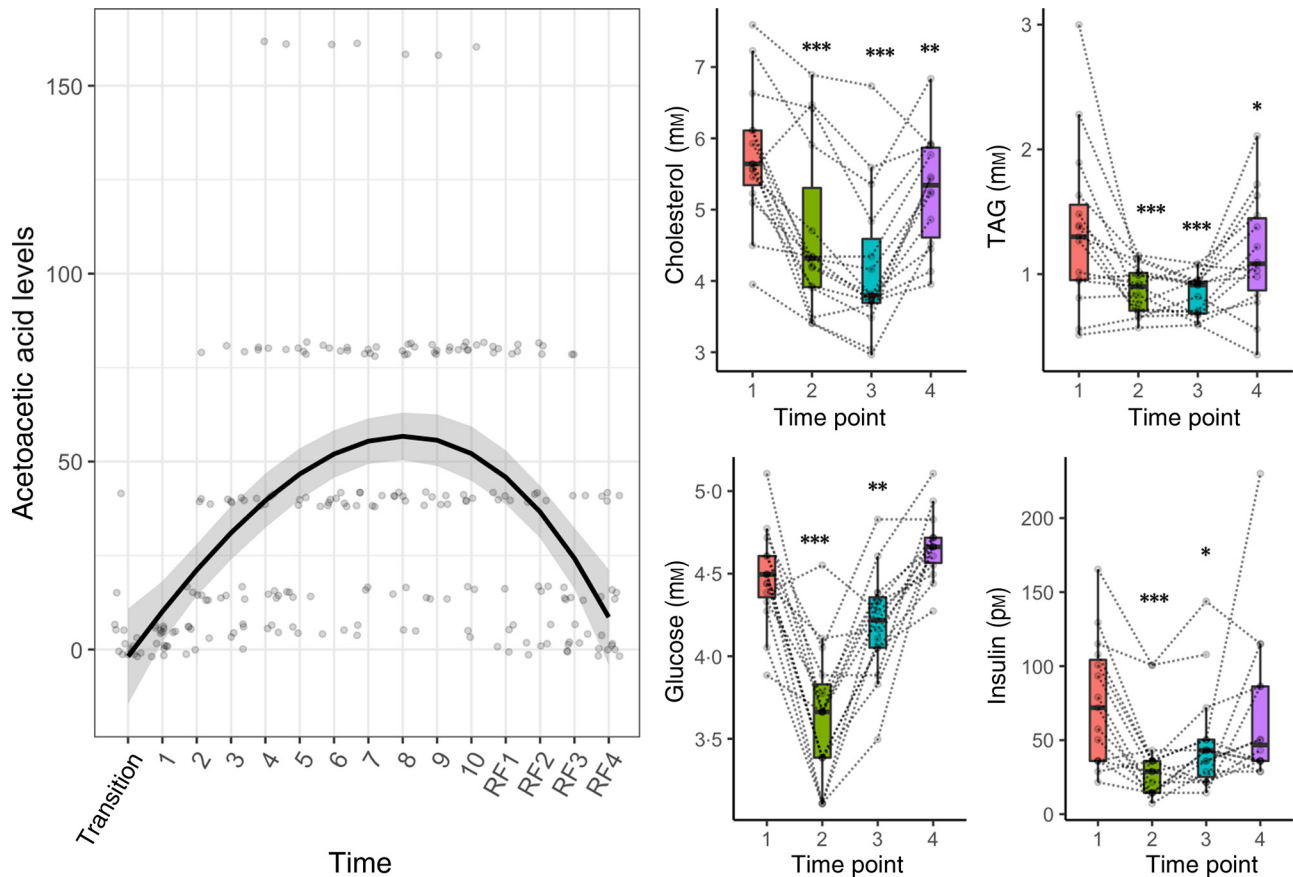 Acetoacetic acid levels
150
100
50
0
Transition
1
2
3
4
5
6
7
8
9
10
RF1
RF2
RF3
RF4
Time
Cholesterol (mM)
7
6
5
4
3
***
***
**
1 2 3 4
Time point
TAG (mM)
3
2
1
***
***
*
1 2 3 4
Time point
Glucose (mM)
5·0
4·5
4·0
3·5
***
**
1 2 3 4
Time point
Insulin (pM)
200
150
100
50
0
***
*
1 2 3 4
Time point